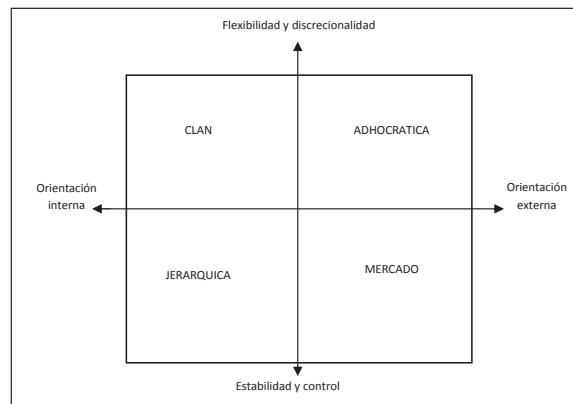 Flexibilidad y discrecionalidad
CLAN
ADHOCRATICA
Orientación
interna
Orientación
externa
JERARQUICA
MERCADO
Estabilidad y control